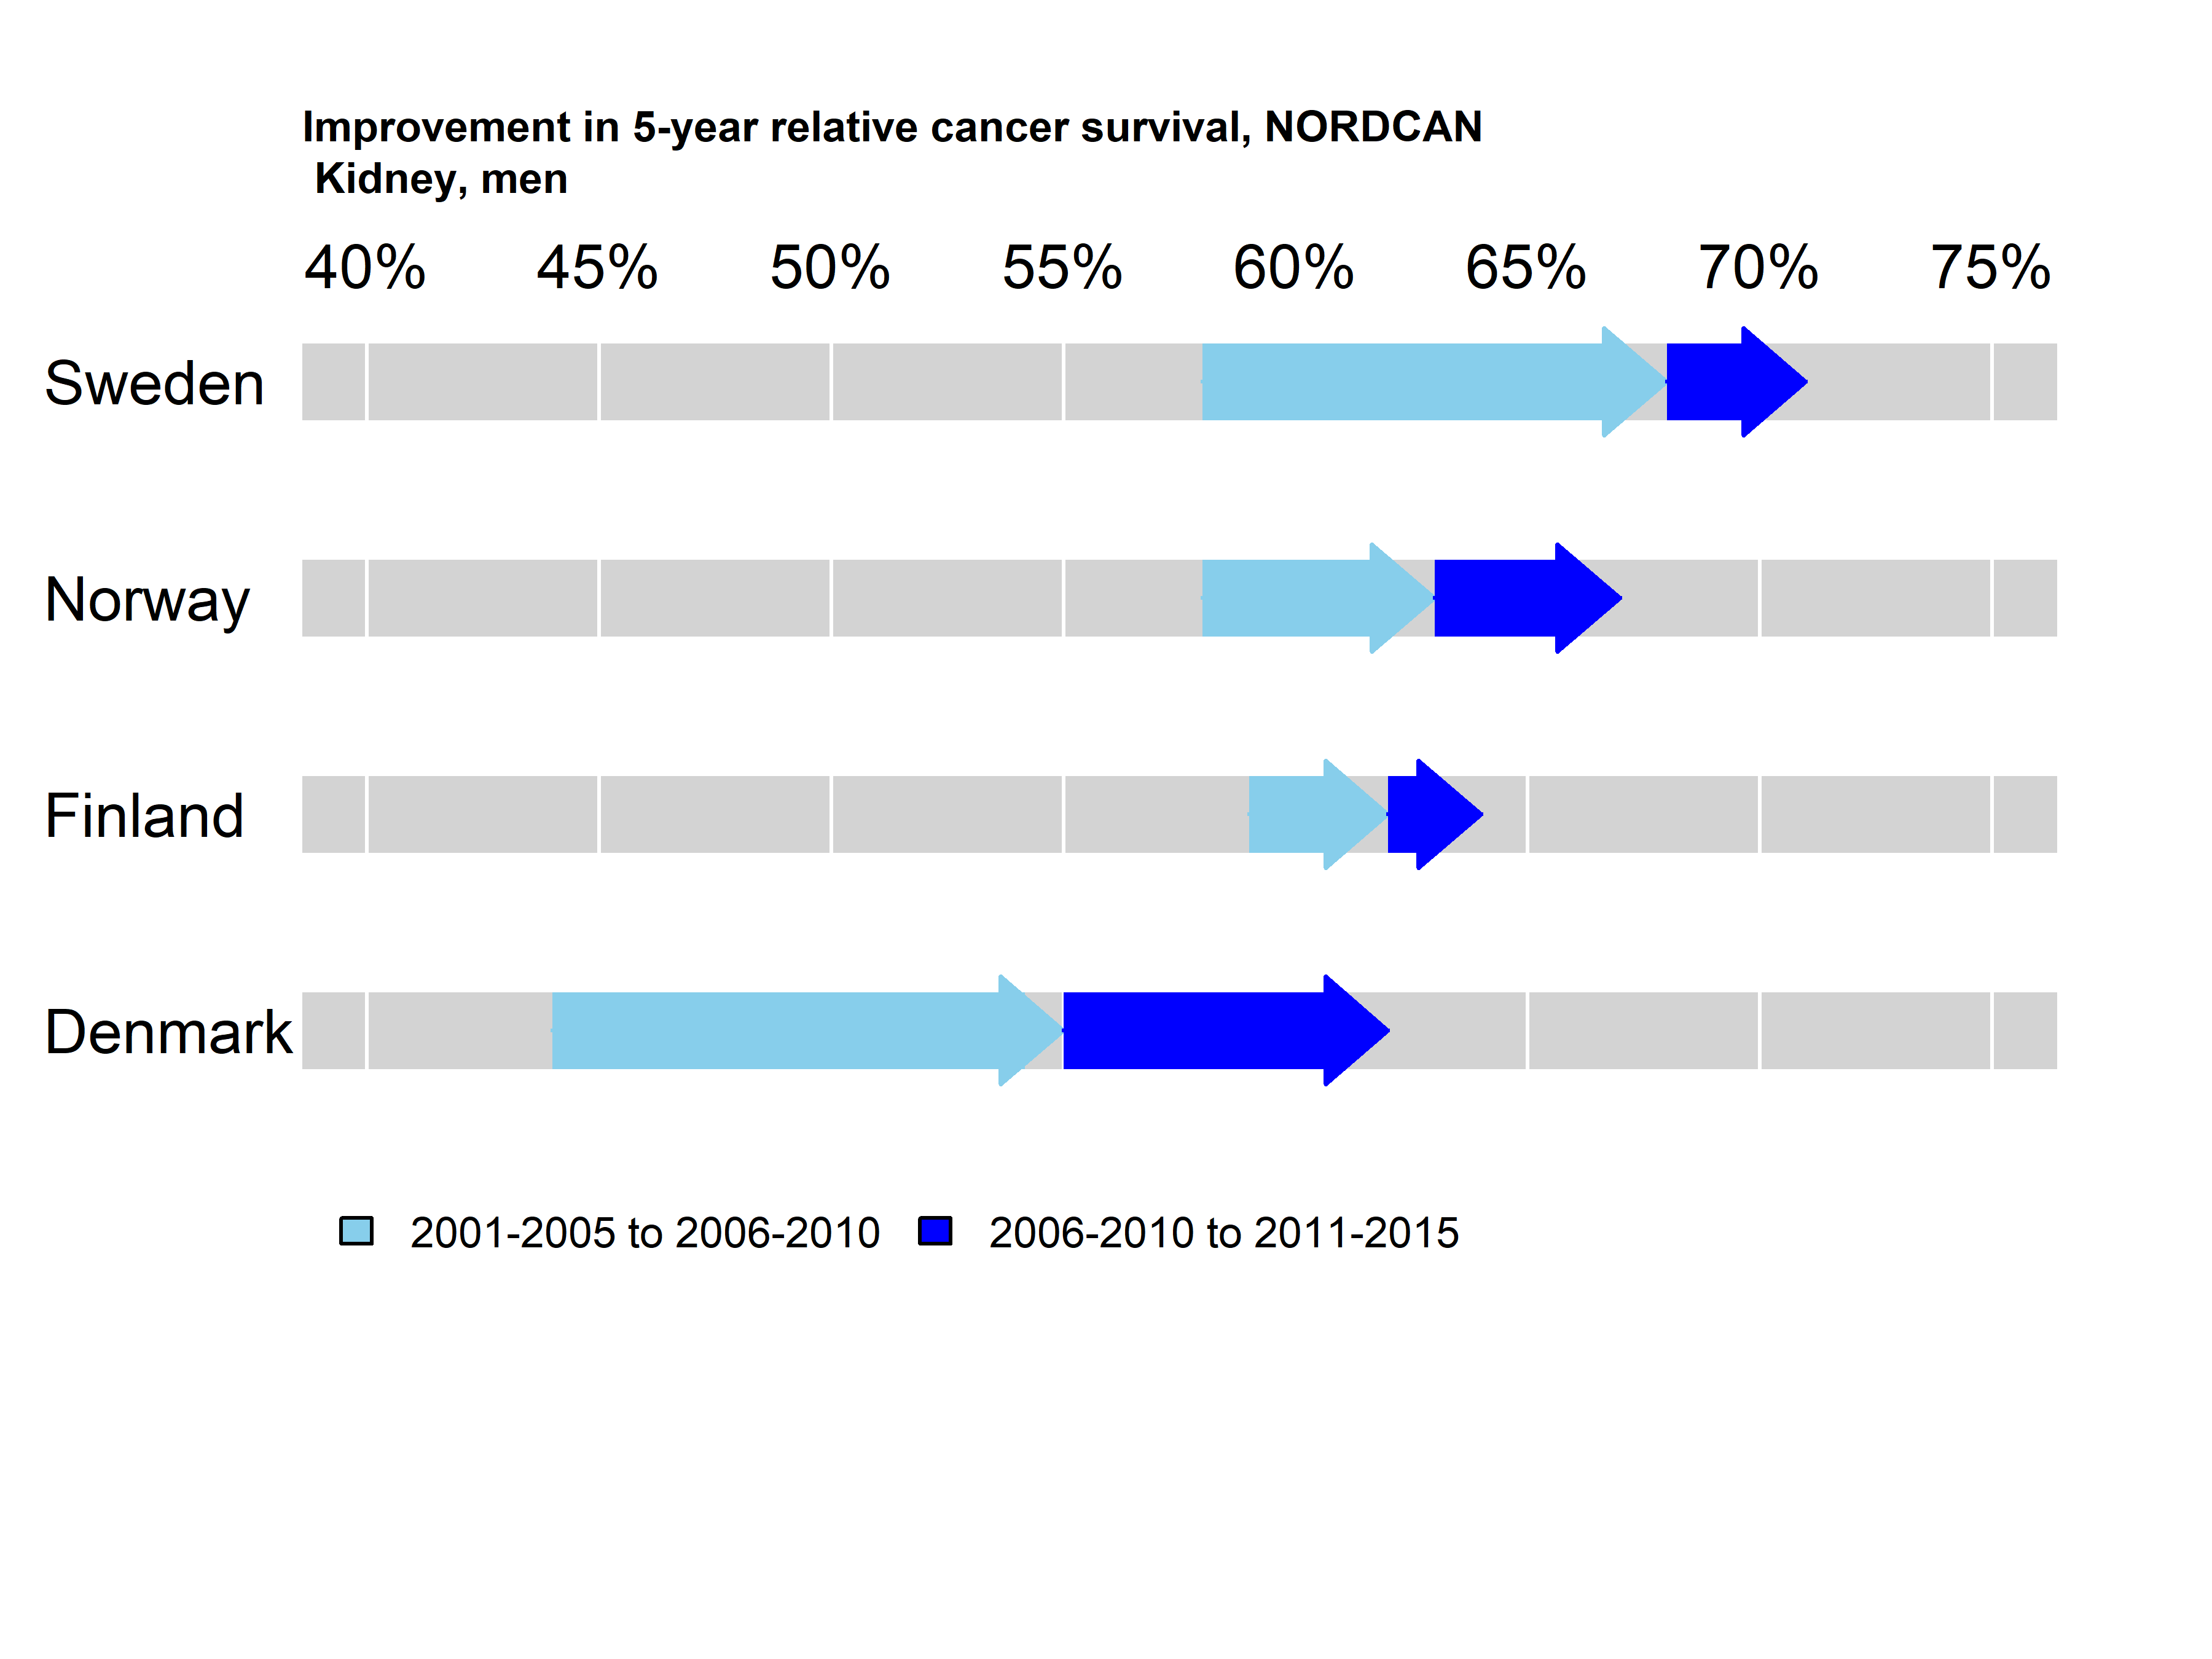 Improvement in 5-year relative cancer survival, NORDCAN
Kidney, men
40% 45% 50% 55% 60% 65% 70% 75%
Sweden
Norway
Finland
Denmark
2001-2005 to 2006-2010 2006-2010 to 2011-2015